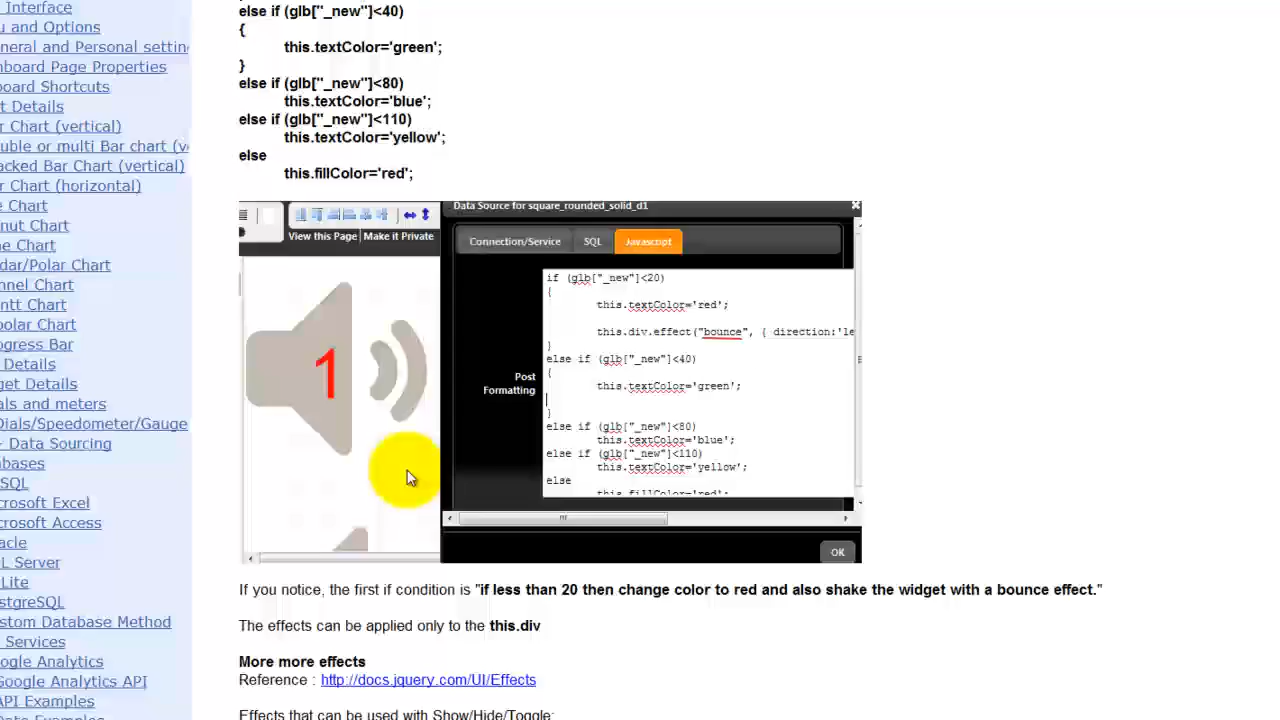 Interface
u and Options
eneral and Personal settin
nboard Page Properties
board Shortcuts
t Details
r Chart (vertical)
uble or multi Bar chart (v
acked Bar Chart (vertical)
r Chart (horizontal)
e Chart
nut Chart
ne Chart
dar/Polar Chart
nnel Chart
ntt Chart
polar Chart
ogress Bar
Details
get Details
als and meters
Dials/Speedometer/Gauge
- Data Sourcing
bases
SQL
crosoft Excel
crosoft Access
acle
L Server
Lite
stgreSQL
stom Database Method
Services
ogle Analytics
Google Analytics API
API Examples
else if (glb["_new"]<40)
{
this.textColor='green';
}
else if (glb["_new"]<80)
this.textColor='blue';
else if (glb["_new"]<110)
this.textColor='yellow';
else
this.fillColor='red';
View this Page Make it Private
1
Data Source for square_rounded_solid_d1
Connection/Service SQL Javascript
Post
Formatting
if (glb["_new"]<20)
{
this.textColor='red';
this.div.effect("bounce", { direction:'le
}
else if (glb["_new"]<40)
{
this.textColor='green';
}
else if (glb["_new"]<80)
this.textColor='blue';
else if (glb["_new"]<110)
this.textColor='yellow';
else
this.fillColor='red';
OK
If you notice, the first if condition is "if less than 20 then change color to red and also shake the widget with a bounce effect."
The effects can be applied only to the this.div
More more effects
Reference : http://docs.jquery.com/UI/Effects
Effects that can be used with Show/Hide/Toggle: